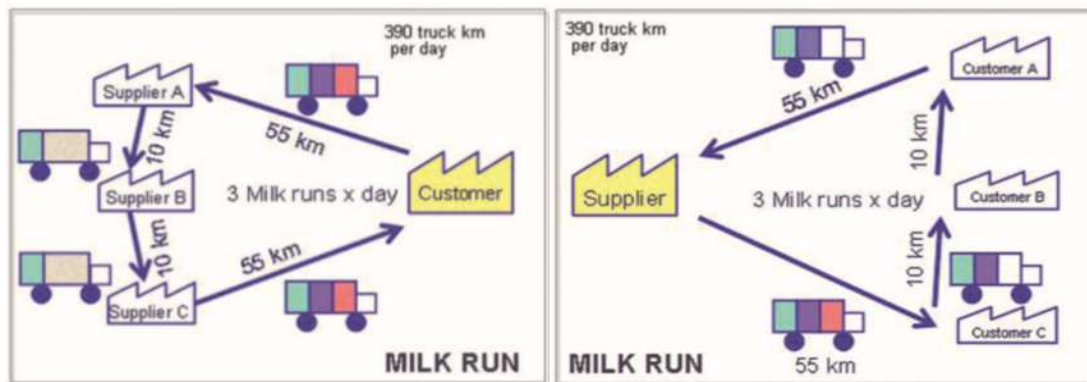 390 truck km
per day
Supplier A
55 km
10 km
Supplier B
3 Milk runs x day
Customer
10 km
55 km
Supplier C
MILK RUN
390 truck km
per day
Customer A
55 km
10 km
Supplier
3 Milk runs x day
Customer B
10 km
Customer C
MILK RUN
55 km